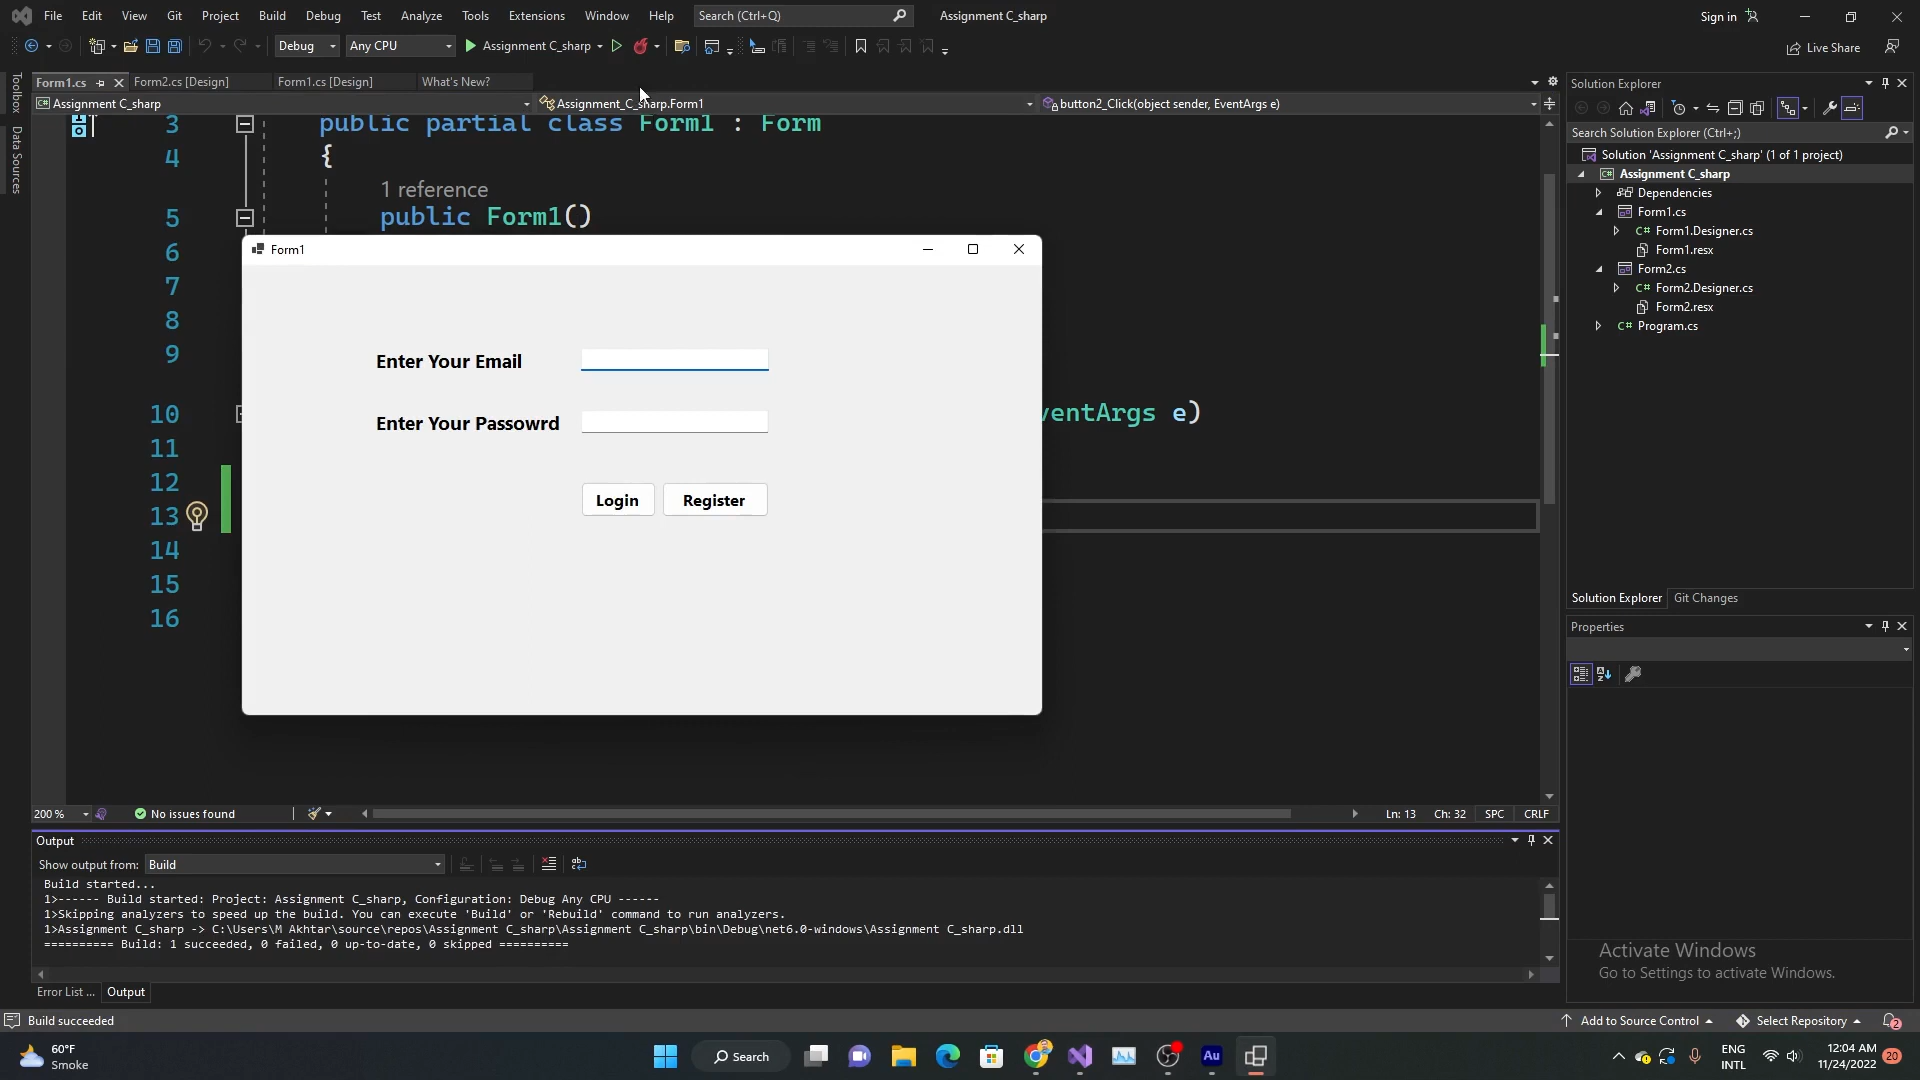 File Edit View Git Project Build Debug Test Analyze Tools Extensions Window Help Search (Ctrl+Q) Assignment C_sharp Sign in
Debug Any CPU Assignment C_sharp Live Share
Form1.cs Form2.cs [Design] Form1.cs [Design] What's New?
Assignment C_sharp Assignment_C_sharp.Form1 button2_Click(object sender, EventArgs e)
Toolbox
Data Sources
3 public partial class Form1 : Form
4 {
1 reference
5 public Form1()
6
7
8
9
10 ventArgs e)
11
12
13
14
15
16
Form1
Enter Your Email
Enter Your Passowrd
Login Register
200 % No issues found Ln: 13 Ch: 32 SPC CRLF
Output
Show output from: Build
Build started...
1>------ Build started: Project: Assignment C_sharp, Configuration: Debug Any CPU ------
1>Skipping analyzers to speed up the build. You can execute 'Build' or 'Rebuild' command to run analyzers.
1>Assignment C_sharp -> C:\Users\M Akhtar\source\repos\Assignment C_sharp\Assignment C_sharp\bin\Debug\net6.0-windows\Assignment C_sharp.dll
========== Build: 1 succeeded, 0 failed, 0 up-to-date, 0 skipped ==========
Error List ... Output
Solution Explorer
Search Solution Explorer (Ctrl+;)
Solution 'Assignment C_sharp' (1 of 1 project)
Assignment C_sharp
Dependencies
Form1.cs
C# Form1.Designer.cs
Form1.resx
Form2.cs
C# Form2.Designer.cs
Form2.resx
C# Program.cs
Solution Explorer Git Changes
Properties
Activate Windows
Go to Settings to activate Windows.
Build succeeded Add to Source Control Select Repository 2
60°F
Smoke
Search
Au
ENG
INTL
12:04 AM
11/24/2022
20